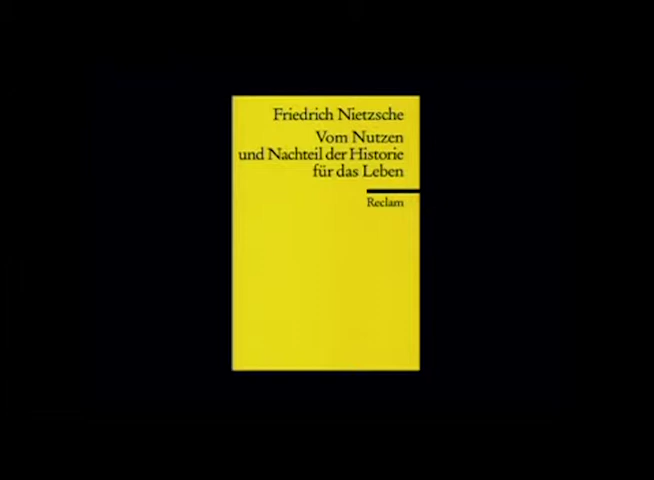 Friedrich Nietzsche
Vom Nutzen
und Nachteil der Historie
für das Leben
Reclam